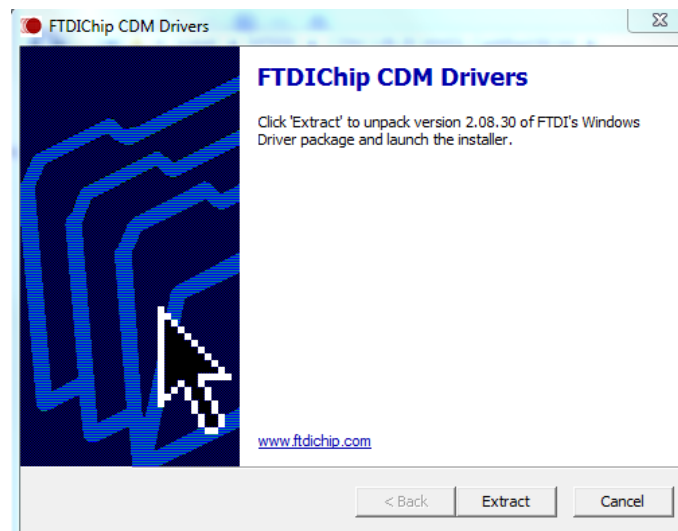 FTDIChip CDM Drivers
FTDIChip CDM Drivers
Click 'Extract' to unpack version 2.08.30 of FTDI's Windows
Driver package and launch the installer.
www.ftdichip.com
< Back Extract Cancel